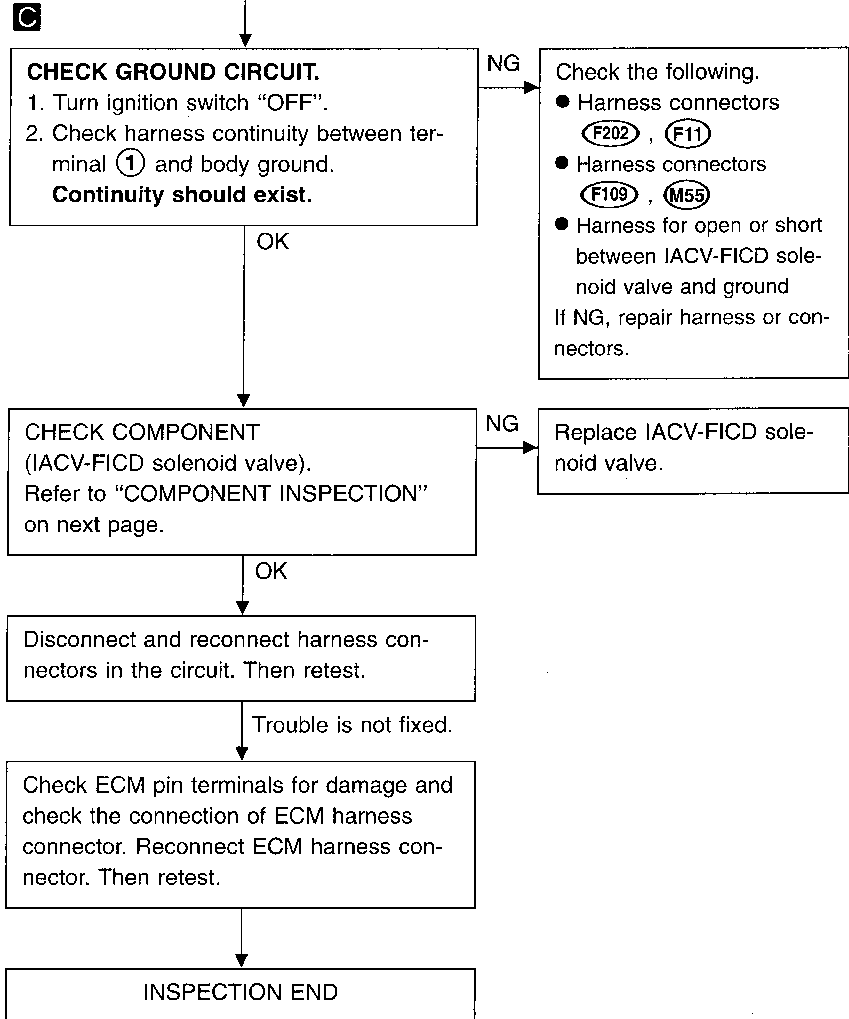 C
CHECK GROUND CIRCUIT.
1. Turn ignition switch “OFF”.
2. Check harness continuity between ter-
minal ① and body ground.
Continuity should exist.
NG
Check the following.
● Harness connectors
F202 , F11
● Harness connectors
F109 , M55
● Harness for open or short
between IACV-FICD sole-
noid valve and ground
If NG, repair harness or con-
nectors.
OK
CHECK COMPONENT
(IACV-FICD solenoid valve).
Refer to “COMPONENT INSPECTION”
on next page.
NG
Replace IACV-FICD sole-
noid valve.
OK
Disconnect and reconnect harness con-
nectors in the circuit. Then retest.
Trouble is not fixed.
Check ECM pin terminals for damage and
check the connection of ECM harness
connector. Reconnect ECM harness con-
nector. Then retest.
INSPECTION END